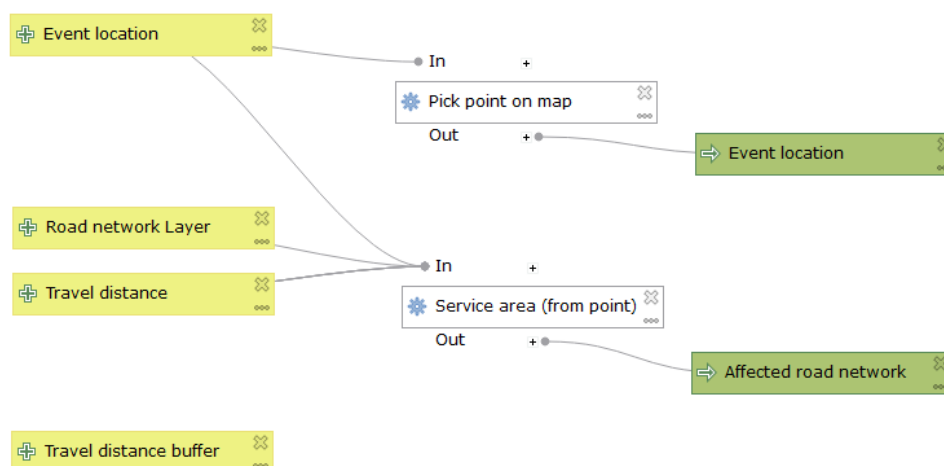 Event location
In
Pick point on map
Out
Event location
Road network Layer
In
Travel distance
Service area (from point)
Out
Affected road network
Travel distance buffer